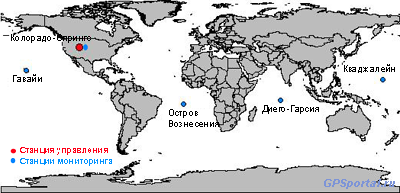 Колорадо-Спрингс
Гавайи
Кваджалейн
Остров
Вознесения
Диего-Гарсия
Станция управления
Станции мониторинга
GPSportal.ru